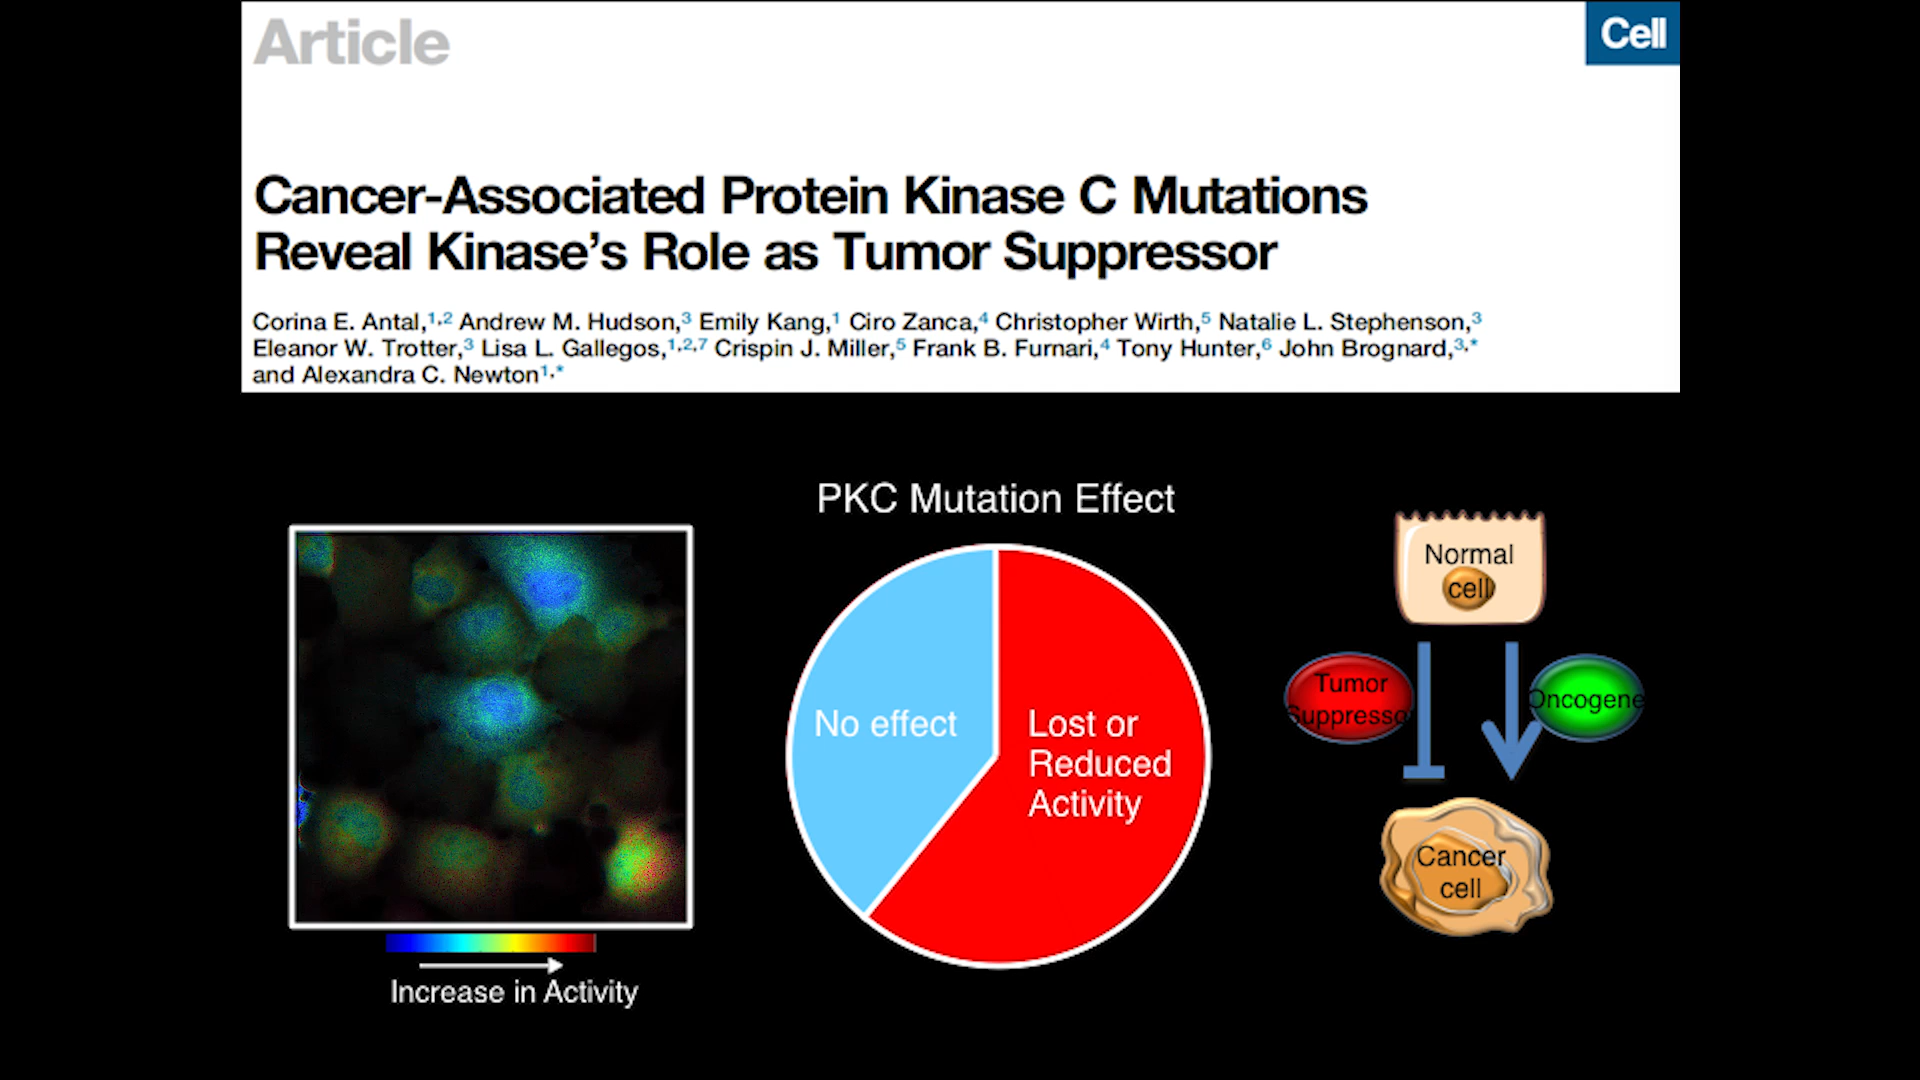 Article
Cell
Cancer-Associated Protein Kinase C Mutations
Reveal Kinase's Role as Tumor Suppressor
Corina E. Antal,1,2 Andrew M. Hudson,3 Emily Kang,1 Ciro Zanca,4 Christopher Wirth,5 Natalie L. Stephenson,3
Eleanor W. Trotter,3 Lisa L. Gallegos,1,2,7 Crispin J. Miller,5 Frank B. Furnari,4 Tony Hunter,6 John Brognard,3,*
and Alexandra C. Newton1,*
Increase in Activity
PKC Mutation Effect
No effect
Lost or
Reduced
Activity
Normal
cell
Tumor
Suppressor
Oncogene
Cancer
cell